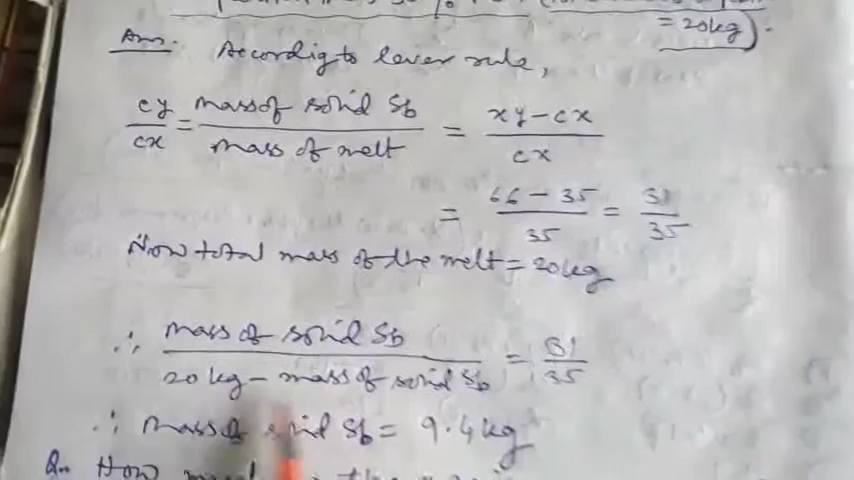 = 20kg).
Ans. Accordig to lever rule,
cy/cx = mass of solid Sb/mass of melt = xy-cx/cx
= 66-35/35 = 31/35
Now total mass of the melt = 20kg
∴ mass of solid Sb/20kg - mass of solid Sb = 31/35
∴ Mass of solid Sb = 9.4kg
Q. How